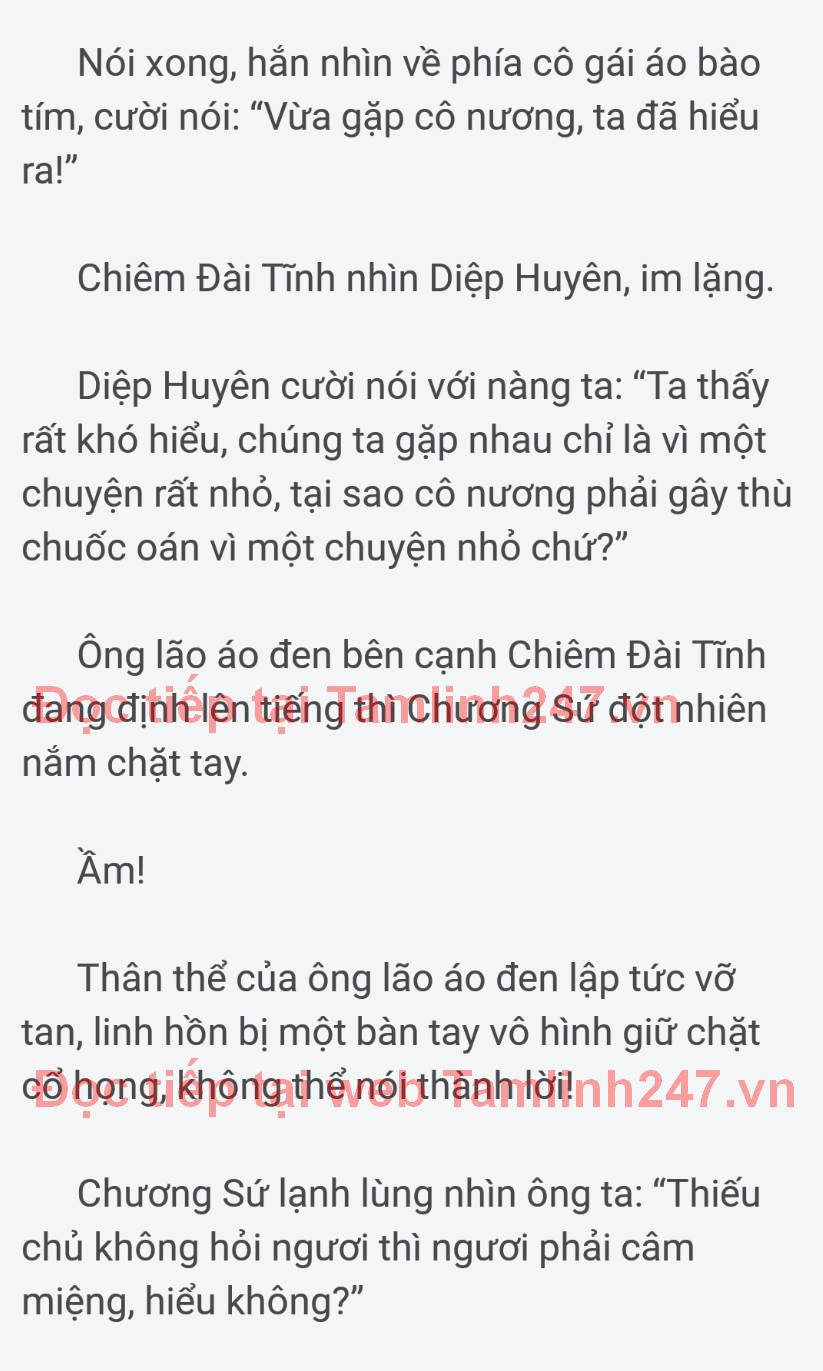 Nói xong, hắn nhìn về phía cô gái áo bào
tím, cười nói: “Vừa gặp cô nương, ta đã hiểu
ra!”
Chiêm Đài Tĩnh nhìn Diệp Huyên, im lặng.
Diệp Huyên cười nói với nàng ta: “Ta thấy
rất khó hiểu, chúng ta gặp nhau chỉ là vì một
chuyện rất nhỏ, tại sao cô nương phải gây thù
chuốc oán vì một chuyện nhỏ chứ?”
Ông lão áo đen bên cạnh Chiêm Đài Tĩnh
đang định lên tiếng thì Chương Sứ đột nhiên
Đọc tiếp tại Tamlinh247.vn
nắm chặt tay.
Ầm!
Thân thể của ông lão áo đen lập tức vỡ
tan, linh hồn bị một bàn tay vô hình giữ chặt
cổ họng, không thể nói thành lời!
Đọc tiếp tại web Tamlinh247.vn
Chương Sứ lạnh lùng nhìn ông ta: “Thiếu
chủ không hỏi ngươi thì ngươi phải câm
miệng, hiểu không?”